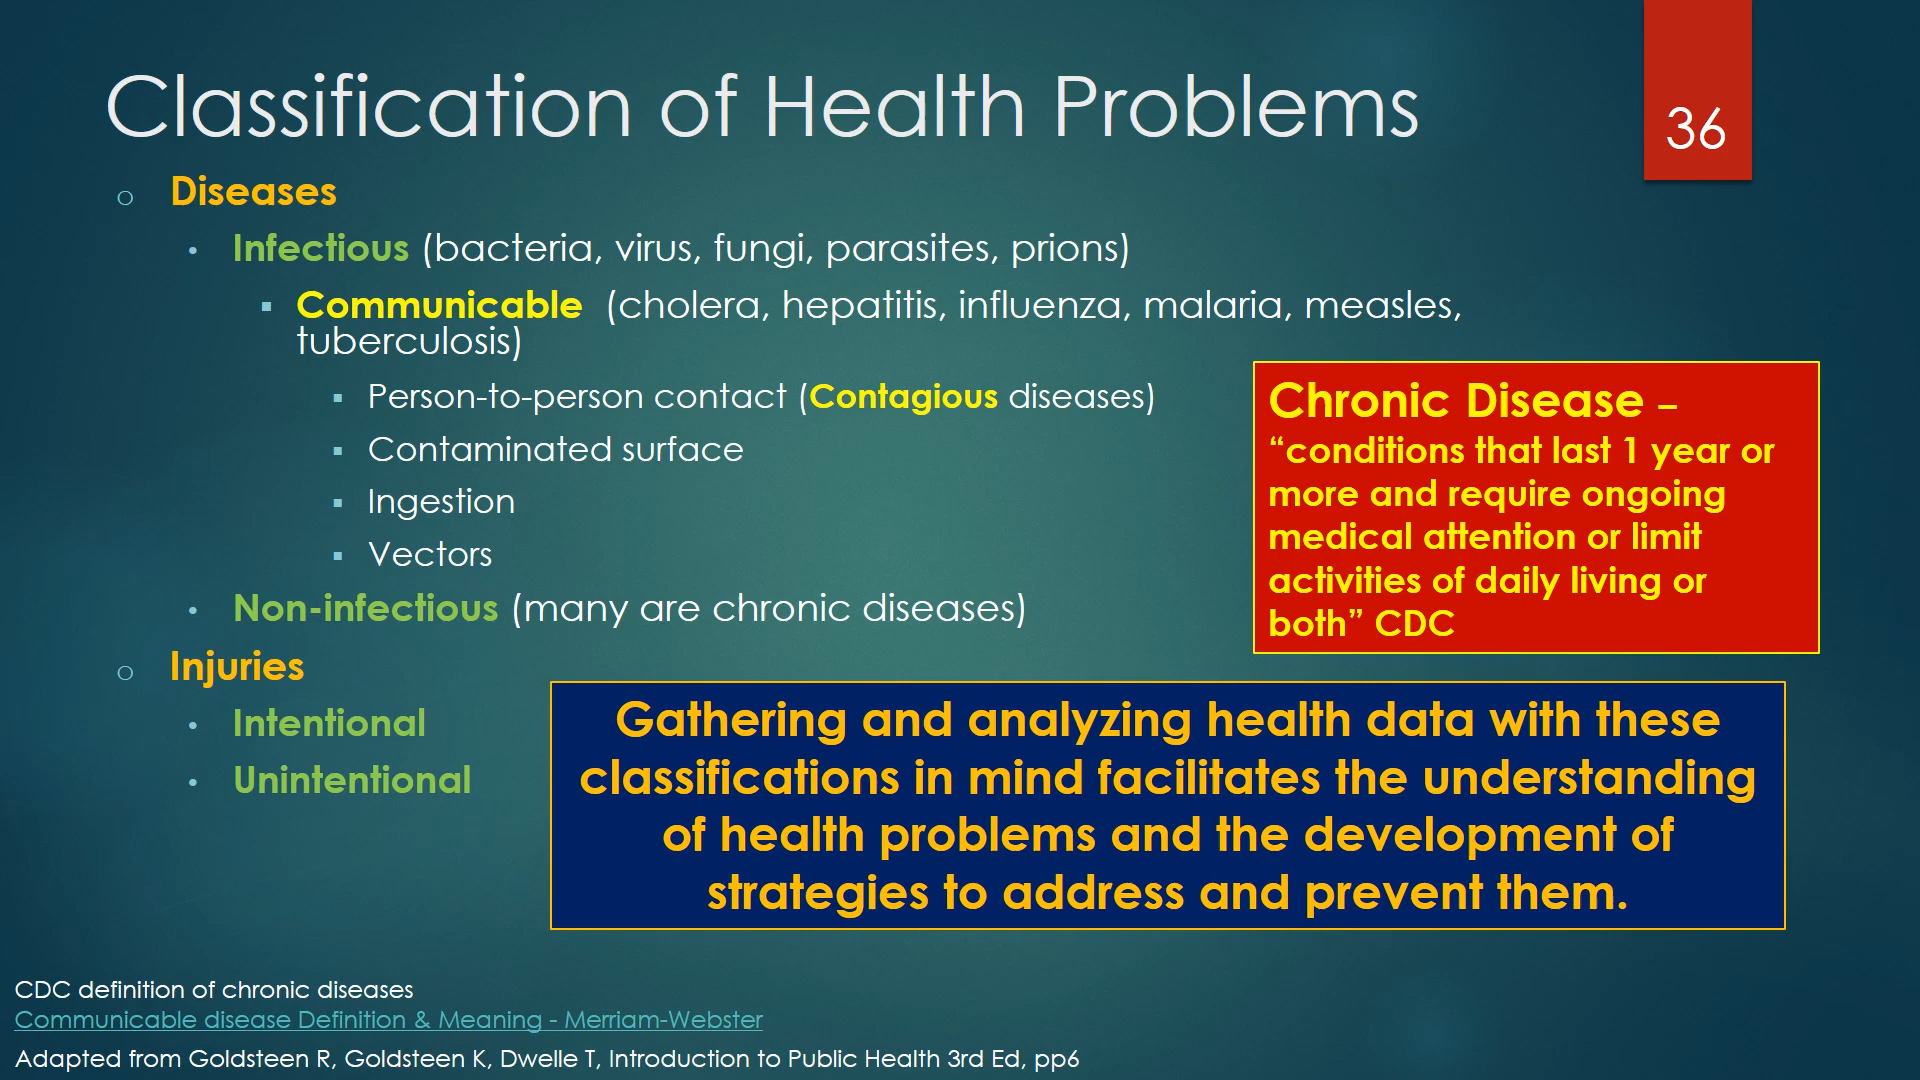 Classification of Health Problems
36
o Diseases
• Infectious (bacteria, virus, fungi, parasites, prions)
▪ Communicable (cholera, hepatitis, influenza, malaria, measles,
tuberculosis)
▪ Person-to-person contact (Contagious diseases)
▪ Contaminated surface
▪ Ingestion
▪ Vectors
• Non-infectious (many are chronic diseases)
o Injuries
• Intentional
• Unintentional
Chronic Disease –
“conditions that last 1 year or
more and require ongoing
medical attention or limit
activities of daily living or
both” CDC
Gathering and analyzing health data with these
classifications in mind facilitates the understanding
of health problems and the development of
strategies to address and prevent them.
CDC definition of chronic diseases
Communicable disease Definition & Meaning - Merriam-Webster
Adapted from Goldsteen R, Goldsteen K, Dwelle T, Introduction to Public Health 3rd Ed, pp6